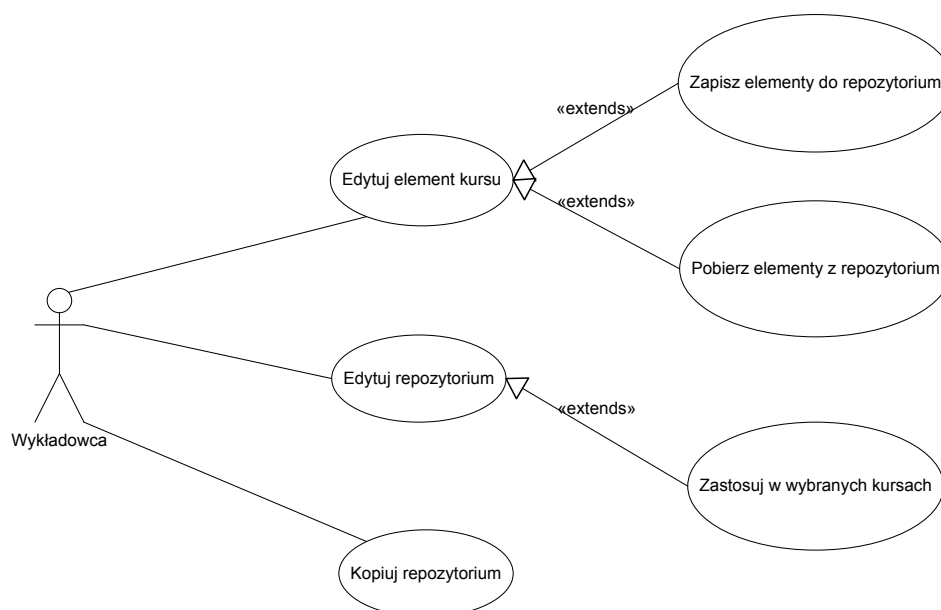 Zapisz elementy do repozytorium
«extends»
Edytuj element kursu
«extends»
Pobierz elementy z repozytorium
Edytuj repozytorium
«extends»
Wykładowca
Zastosuj w wybranych kursach
Kopiuj repozytorium